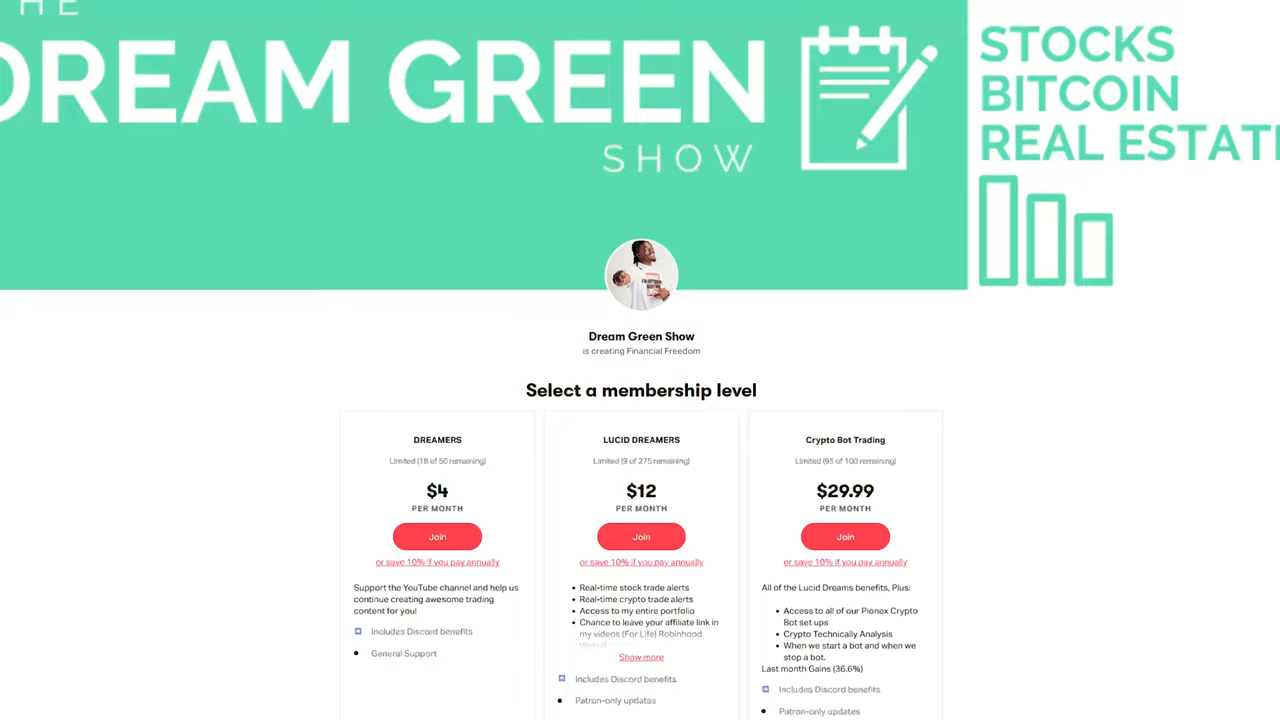 THE
DREAM GREEN
SHOW
STOCKS
BITCOIN
REAL ESTATE
Dream Green Show
is creating Financial Freedom
Select a membership level
DREAMERS
Limited (18 of 50 remaining)
$4
PER MONTH
Join
or save 10% if you pay annually
Support the YouTube channel and help us
continue creating awesome trading
content for you!
Includes Discord benefits
• General Support
LUCID DREAMERS
Limited (9 of 275 remaining)
$12
PER MONTH
Join
or save 10% if you pay annually
• Real-time stock trade alerts
• Real-time crypto trade alerts
• Access to my entire portfolio
• Chance to leave your affiliate link in
my videos (For Life) Robinhood
Webull
Show more
Includes Discord benefits
• Patron-only updates
Crypto Bot Trading
Limited (95 of 100 remaining)
$29.99
PER MONTH
Join
or save 10% if you pay annually
All of the Lucid Dreams benefits, Plus:
• Access to all of our Pionex Crypto
Bot set ups
• Crypto Technically Analysis
• When we start a bot and when we
stop a bot.
Last month Gains (36.6%)
Includes Discord benefits
• Patron-only updates